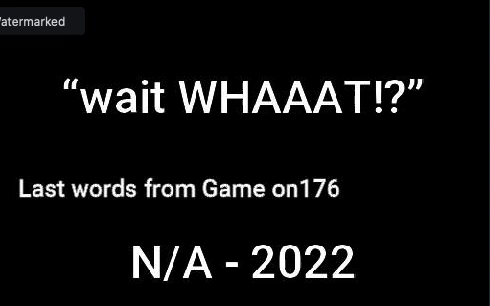 atermarked
“wait WHAAAT!?”
Last words from Game on176
N/A - 2022